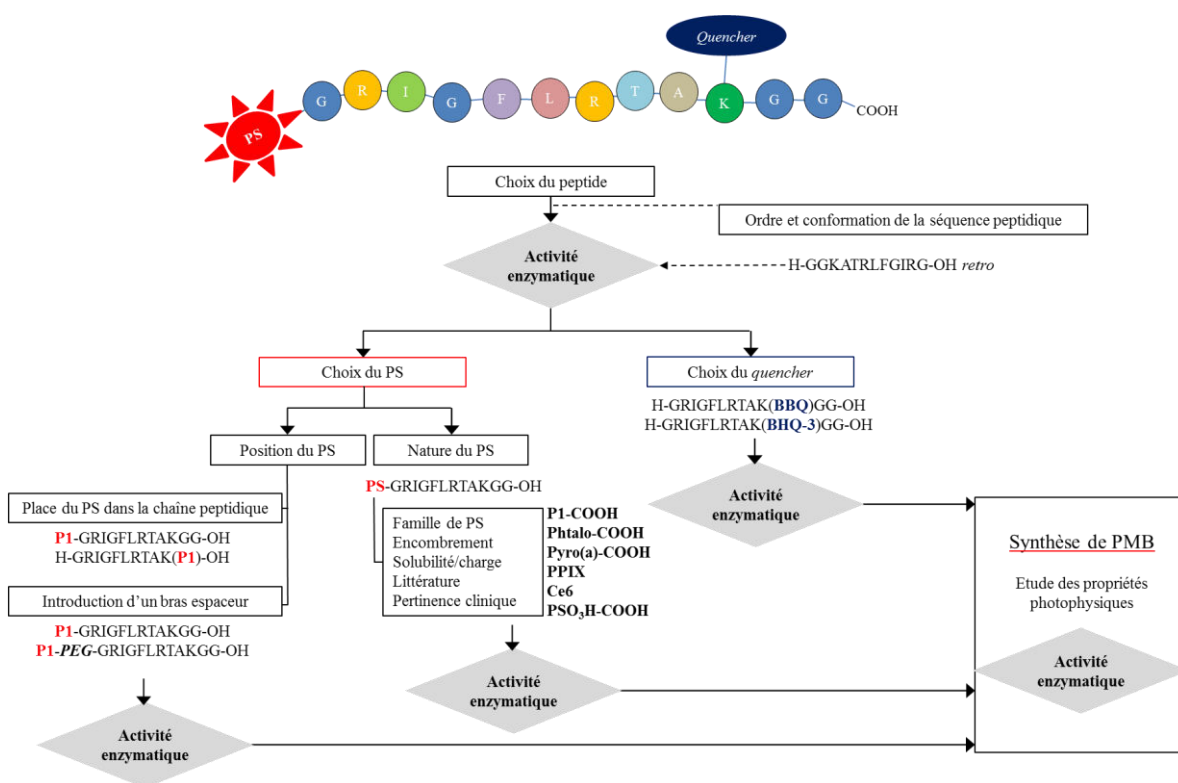 Quencher
PS
G R I G F L R T A K G G
COOH
Choix du peptide
Ordre et conformation de la séquence peptidique
Activité
enzymatique
H-GGKATRLFGIRG-OH retro
Choix du PS
Choix du quencher
H-GRIGFLRTAK(BBQ)GG-OH
H-GRIGFLRTAK(BHQ-3)GG-OH
Position du PS
Nature du PS
Activité
enzymatique
PS-GRIGFLRTAKGG-OH
Place du PS dans la chaîne peptidique
P1-GRIGFLRTAKGG-OH
H-GRIGFLRTAK(P1)-OH
Famille de PS
Encombrement
Solubilité/charge
Littérature
Pertinence clinique
P1-COOH
Phtalo-COOH
Pyro(a)-COOH
PPIX
Ce6
PSO₃H-COOH
Introduction d'un bras espaceur
P1-GRIGFLRTAKGG-OH
P1-PEG-GRIGFLRTAKGG-OH
Activité
enzymatique
Activité
enzymatique
Synthèse de PMB
Etude des propriétés
photophysiques
Activité
enzymatique